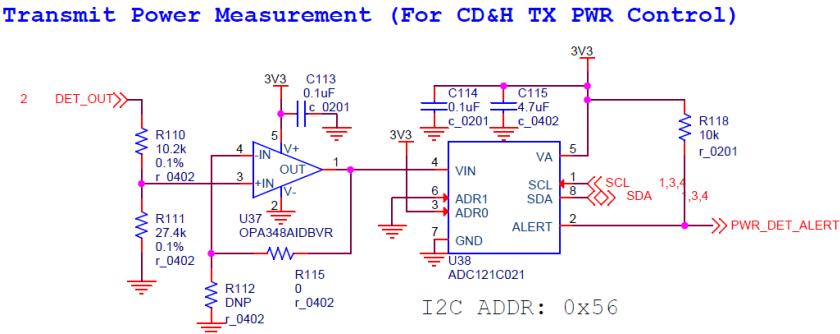 Transmit Power Measurement (For CD&H TX PWR Control)
2 DET_OUT
R110
10.2k
0.1%
r_0402
R111
27.4k
0.1%
r_0402
3V3
C113
0.1uF
c_0201
5
V+
4 -IN
OUT 1
3 +IN
V-
2
U37
OPA348AIDBVR
R115
0
r_0402
R112
DNP
r_0402
3V3
3V3
C114
0.1uF
c_0201
C115
4.7uF
c_0402
R118
10k
r_0201
4 VIN
VA 5
6 ADR1
3 ADR0
SCL 1
SDA 8
7 GND
ALERT 2
U38
ADC121C021
SCL 1,3,4
SDA 1,3,4
PWR_DET_ALERT
I2C ADDR: 0x56